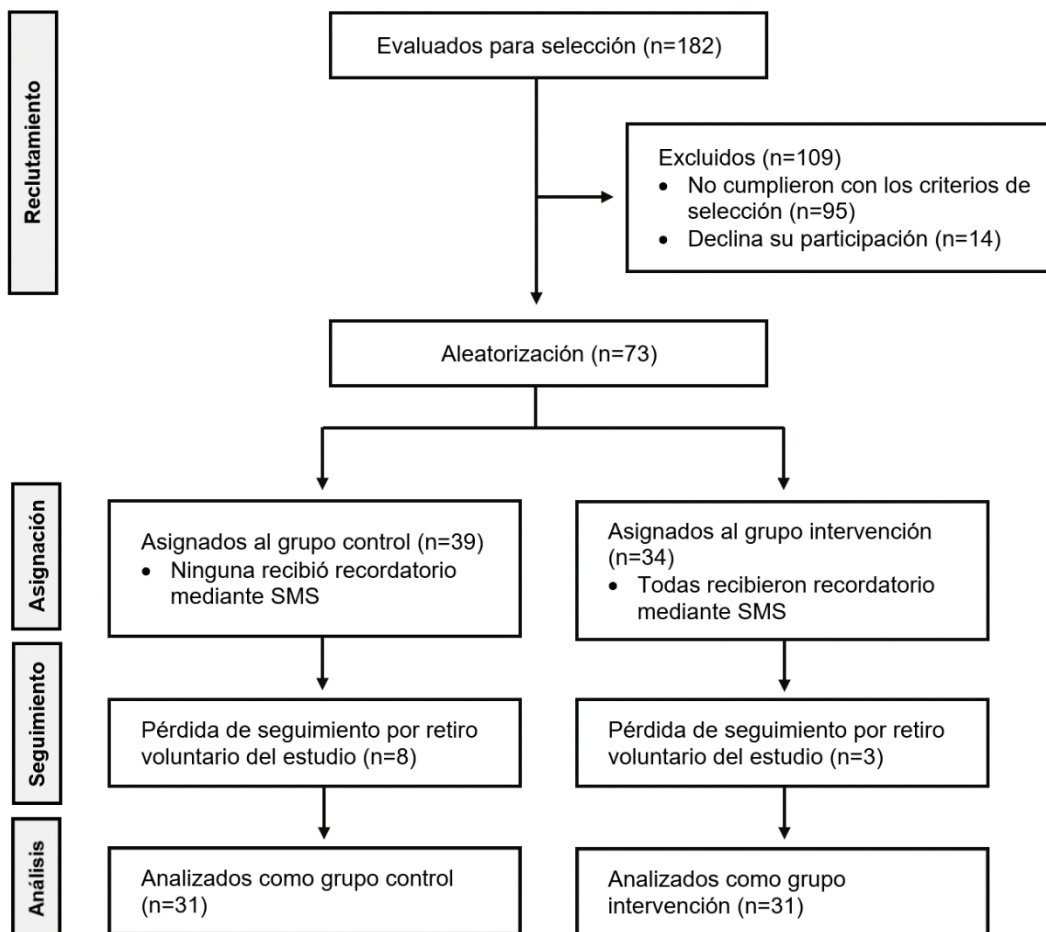 Reclutamiento
Evaluados para selección (n=182)
Excluidos (n=109)
• No cumplieron con los criterios de
selección (n=95)
• Declina su participación (n=14)
Aleatorización (n=73)
Asignación
Asignados al grupo control (n=39)
• Ninguna recibió recordatorio
mediante SMS
Asignados al grupo intervención
(n=34)
• Todas recibieron recordatorio
mediante SMS
Seguimiento
Pérdida de seguimiento por retiro
voluntario del estudio (n=8)
Pérdida de seguimiento por retiro
voluntario del estudio (n=3)
Análisis
Analizados como grupo control
(n=31)
Analizados como grupo
intervención (n=31)